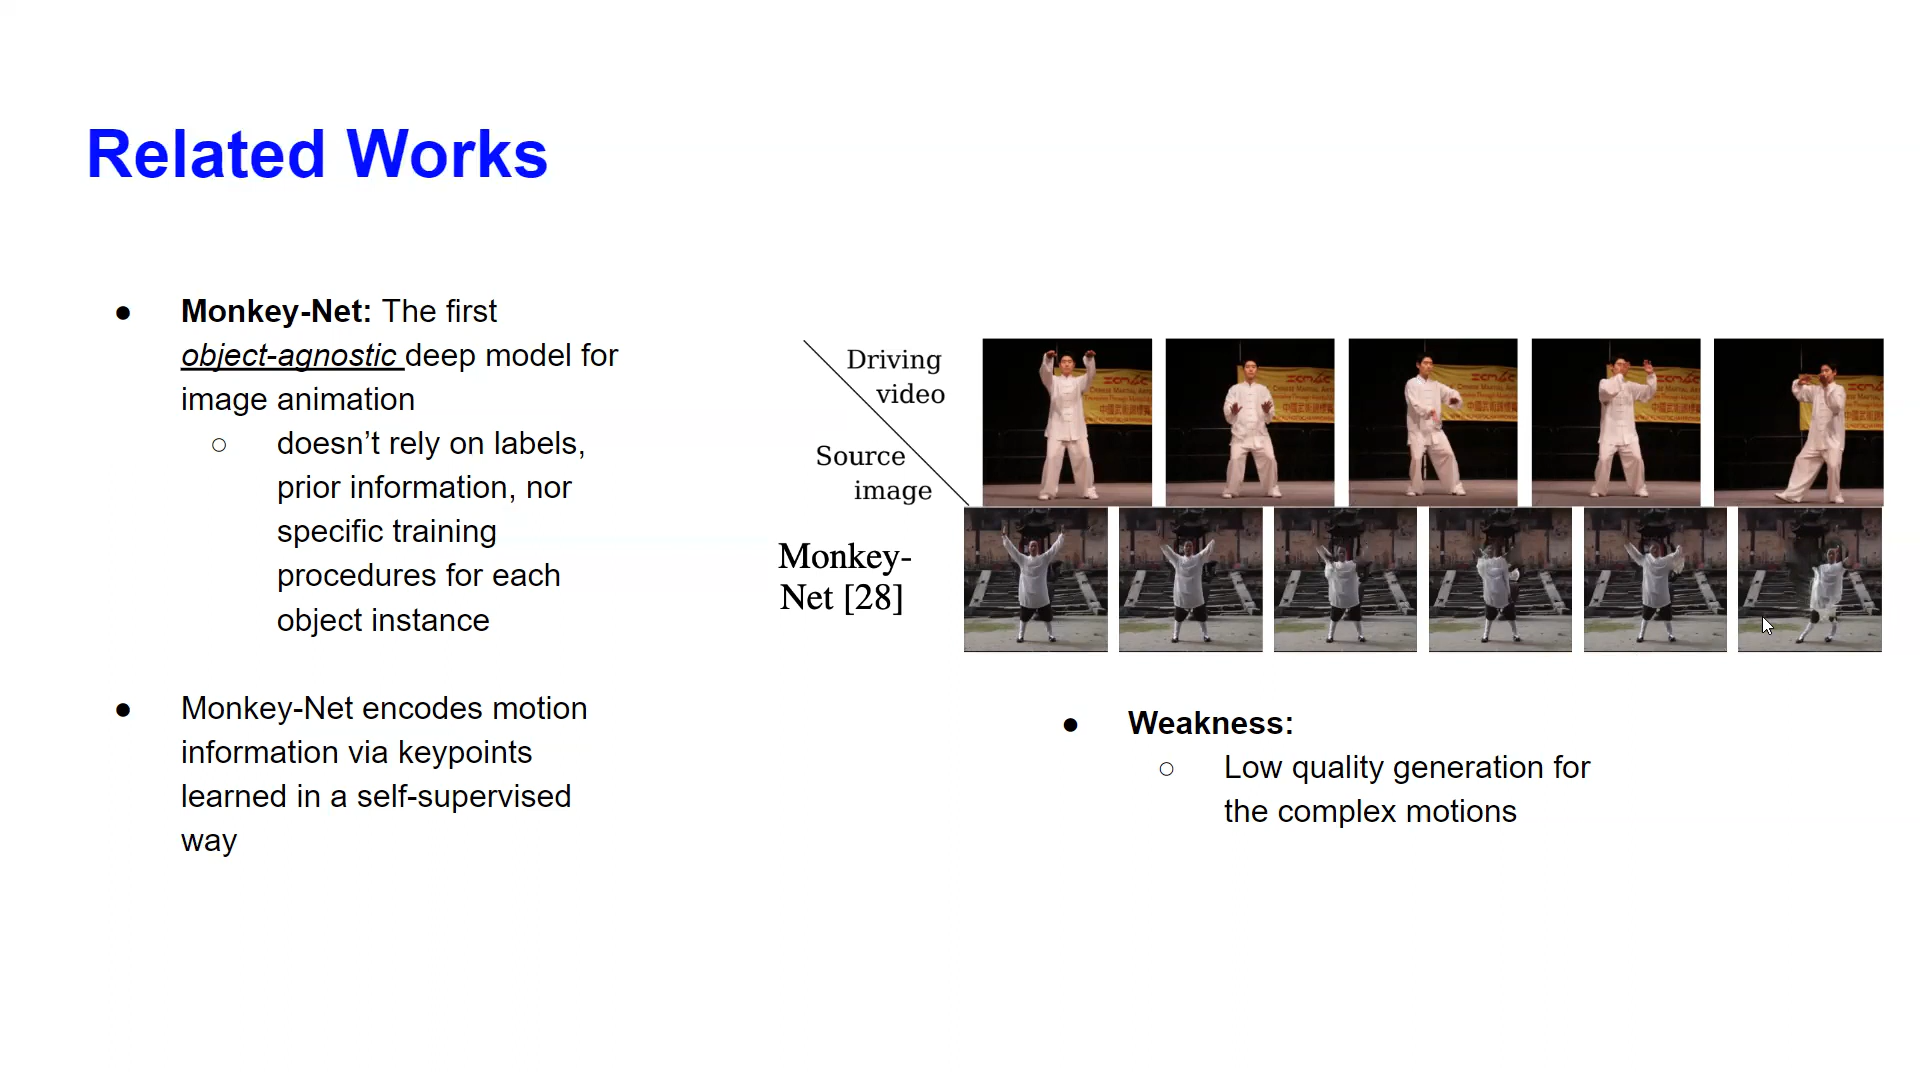 Related Works
● Monkey-Net: The first
object-agnostic deep model for
image animation
○ doesn’t rely on labels,
prior information, nor
specific training
procedures for each
object instance
● Monkey-Net encodes motion
information via keypoints
learned in a self-supervised
way
Driving
video
Source
image
Monkey-
Net [28]
● Weakness:
○ Low quality generation for
the complex motions